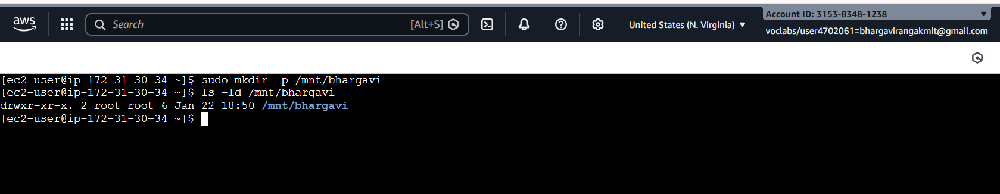 aws
Search [Alt+S]
United States (N. Virginia)
Account ID: 3153-8348-1238
voclabs/user4702061=bhargavirangakmit@gmail.com
[ec2-user@ip-172-31-30-34 ~]$ sudo mkdir -p /mnt/bhargavi
[ec2-user@ip-172-31-30-34 ~]$ ls -ld /mnt/bhargavi
drwxr-xr-x. 2 root root 6 Jan 22 18:50 /mnt/bhargavi
[ec2-user@ip-172-31-30-34 ~]$